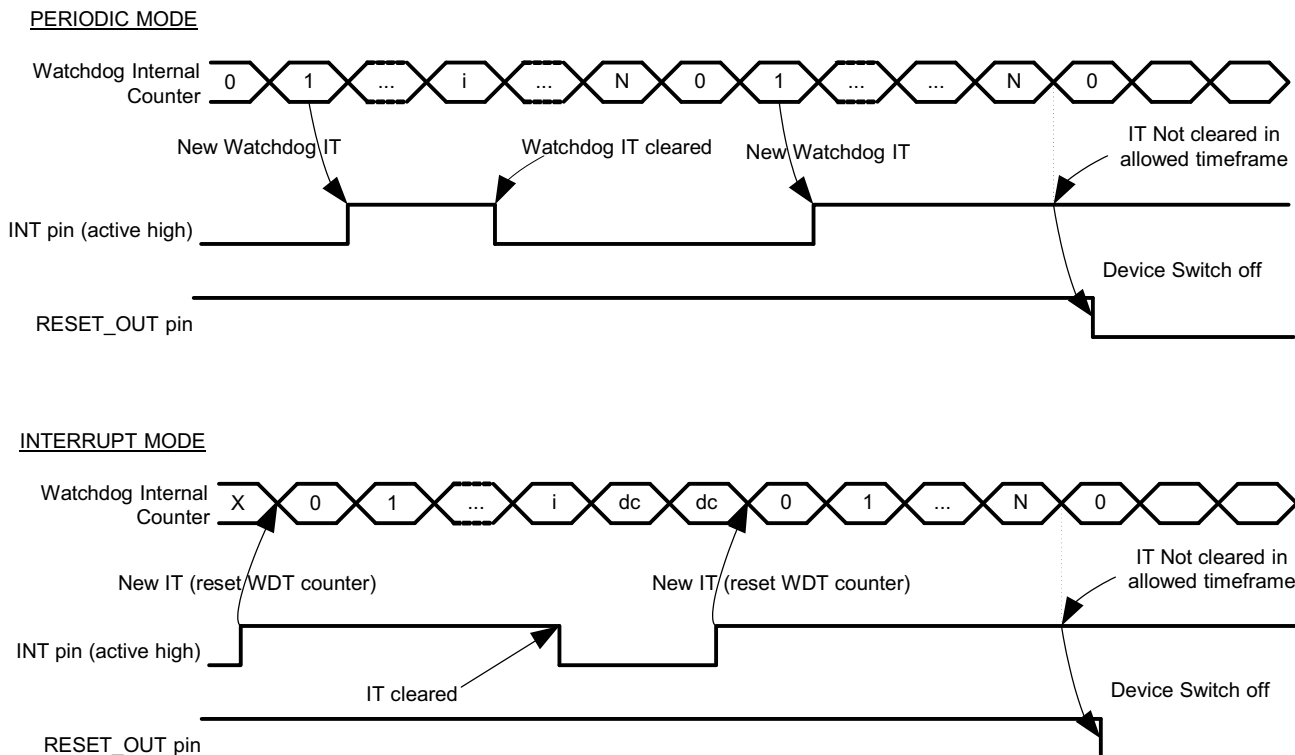 PERIODIC MODE
Watchdog Internal
Counter
0 1 ... i ... N 0 1 ... ... N 0
New Watchdog IT
Watchdog IT cleared
New Watchdog IT
IT Not cleared in
allowed timeframe
INT pin (active high)
Device Switch off
RESET_OUT pin
INTERRUPT MODE
Watchdog Internal
Counter
X 0 1 ... i dc dc 0 1 ... N 0
New IT (reset WDT counter)
New IT (reset WDT counter)
IT Not cleared in
allowed timeframe
INT pin (active high)
IT cleared
Device Switch off
RESET_OUT pin